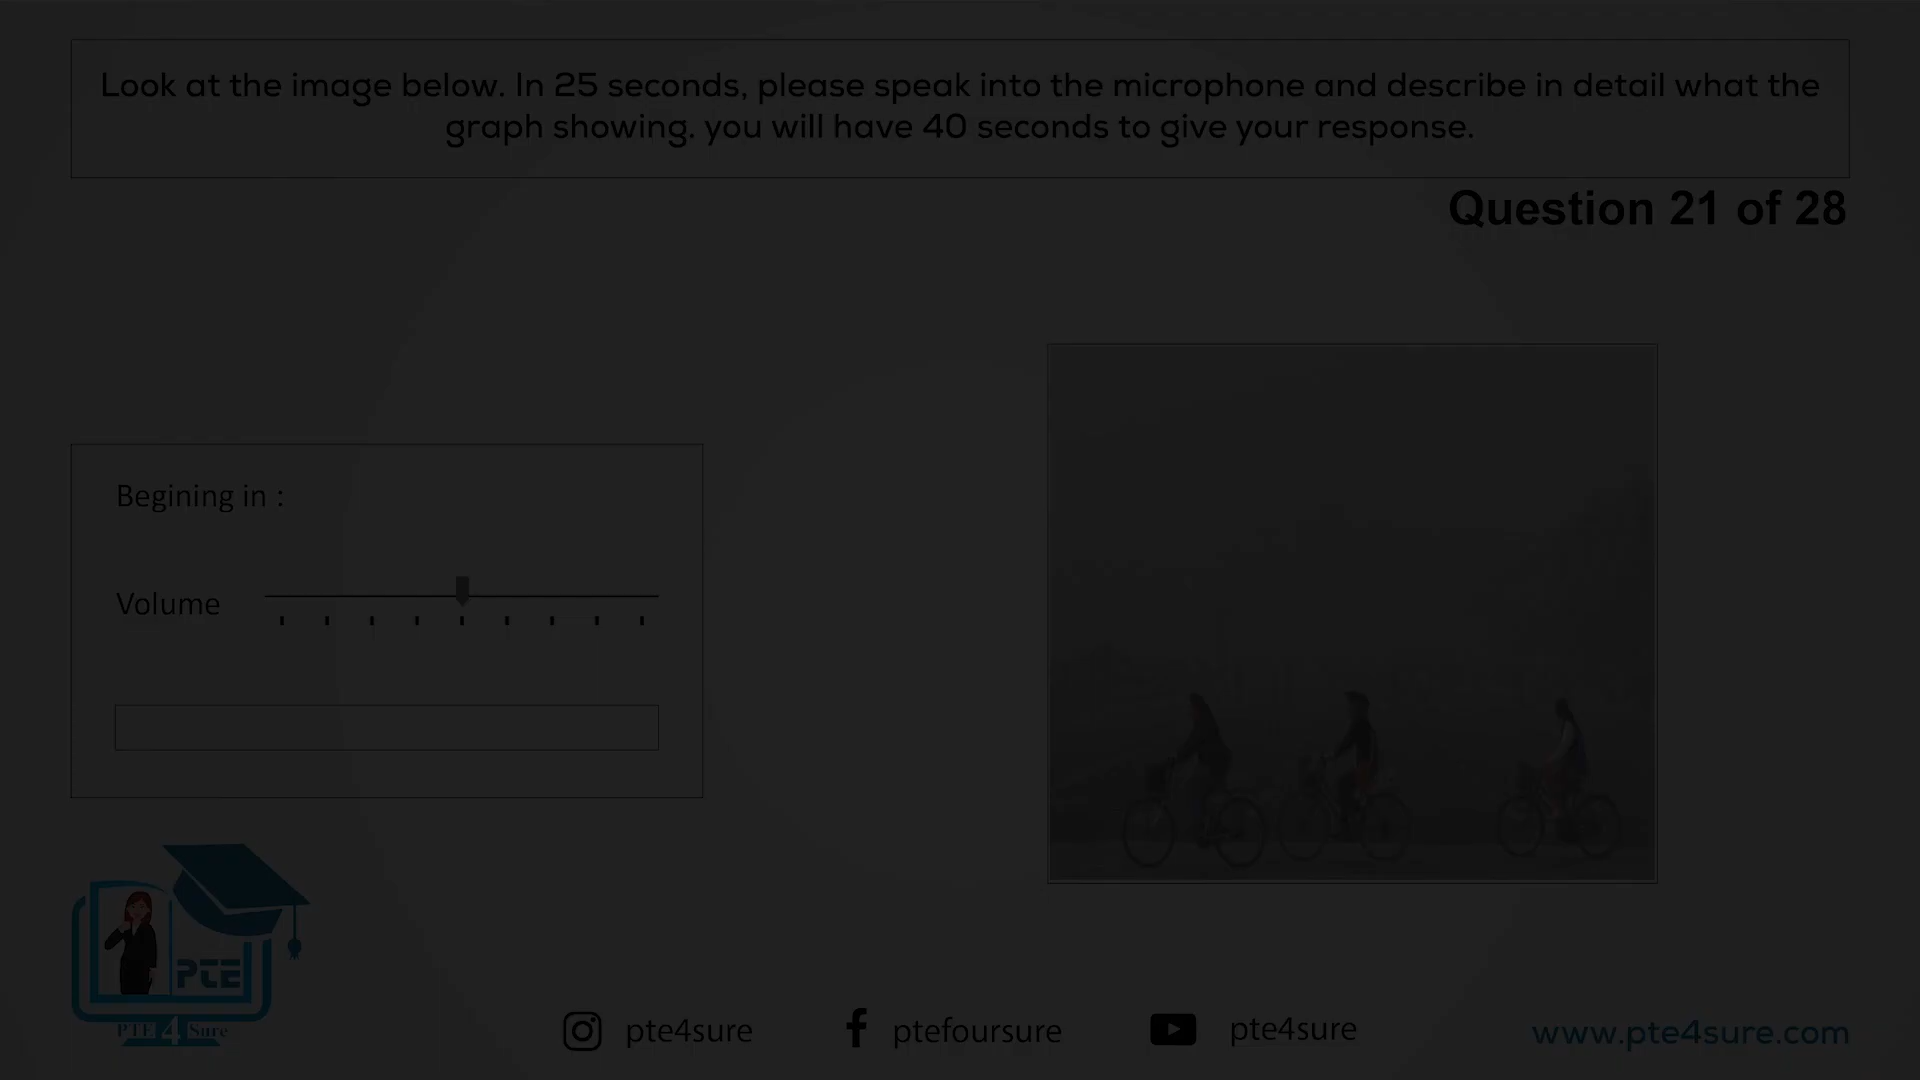 Look at the image below. In 25 seconds, please speak into the microphone and describe in detail what the
graph showing. you will have 40 seconds to give your response.
Question 21 of 28
Begining in :
Volume
PTE
PTE 4 Sure
pte4sure
ptefoursure
pte4sure
www.pte4sure.com